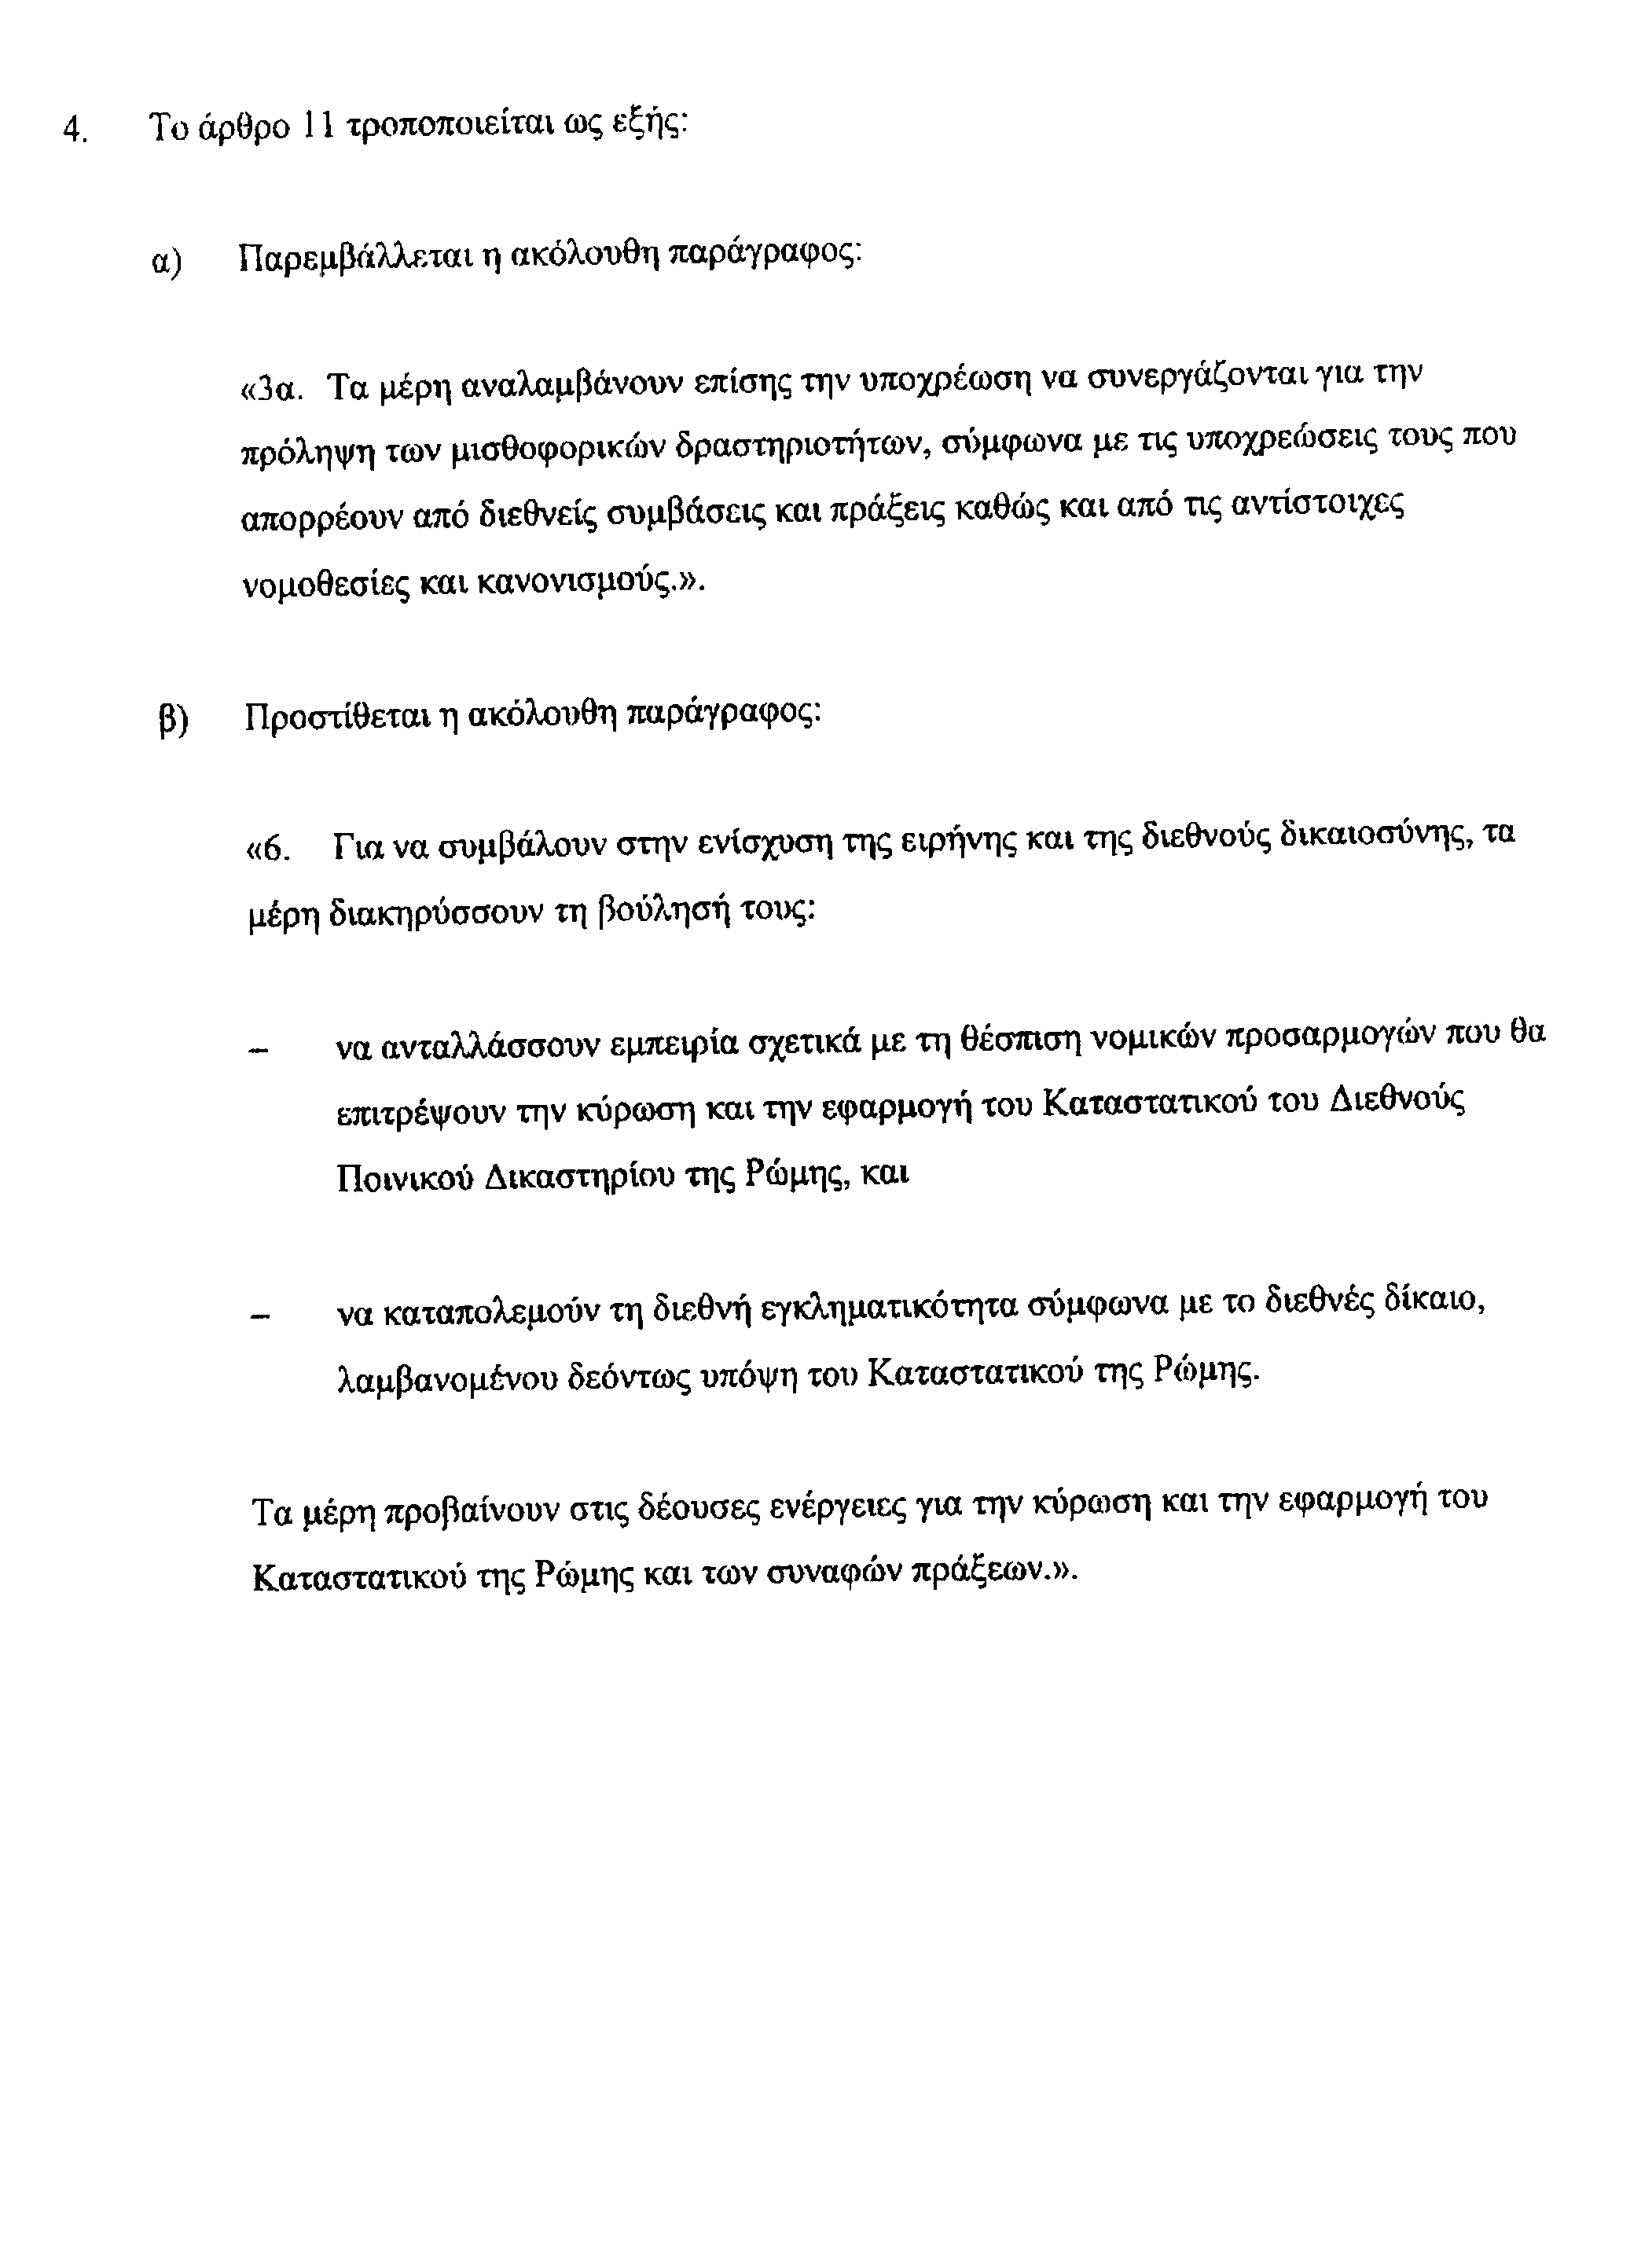 4. Το άρθρο 11 τροποποιείται ως εξής:
α) Παρεμβάλλεται η ακόλουθη παράγραφος:
«3α. Τα μέρη αναλαμβάνουν επίσης την υποχρέωση να συνεργάζονται για την
πρόληψη των μισθοφορικών δραστηριοτήτων, σύμφωνα με τις υποχρεώσεις τους που
απορρέουν από διεθνείς συμβάσεις και πράξεις καθώς και από τις αντίστοιχες
νομοθεσίες και κανονισμούς.».
β) Προστίθεται η ακόλουθη παράγραφος:
«6. Για να συμβάλουν στην ενίσχυση της ειρήνης και της διεθνούς δικαιοσύνης, τα
μέρη διακηρύσσουν τη βούλησή τους:
– να ανταλλάσσουν εμπειρία σχετικά με τη θέσπιση νομικών προσαρμογών που θα
επιτρέψουν την κύρωση και την εφαρμογή του Καταστατικού του Διεθνούς
Ποινικού Δικαστηρίου της Ρώμης, και
– να καταπολεμούν τη διεθνή εγκληματικότητα σύμφωνα με το διεθνές δίκαιο,
λαμβανομένου δεόντως υπόψη του Καταστατικού της Ρώμης.
Τα μέρη προβαίνουν στις δέουσες ενέργειες για την κύρωση και την εφαρμογή του
Καταστατικού της Ρώμης και των συναφών πράξεων.».